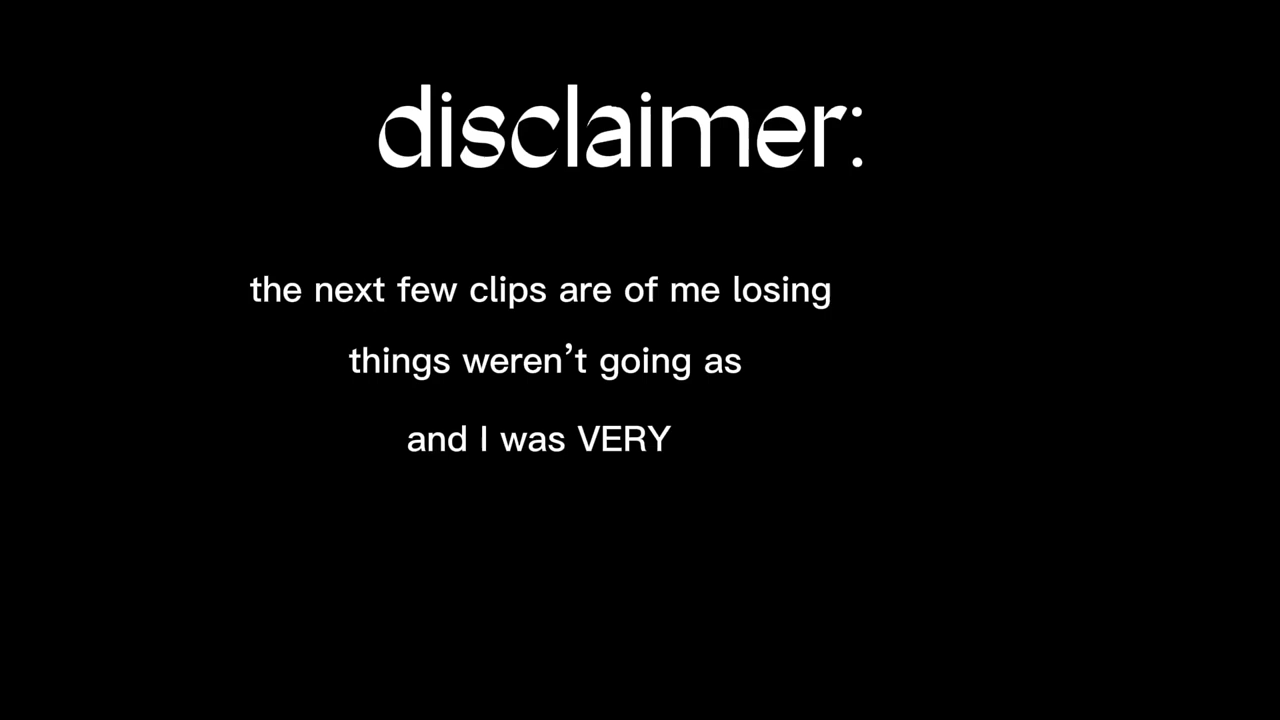 disclaimer:
the next few clips are of me losing
things weren’t going as
and I was VERY